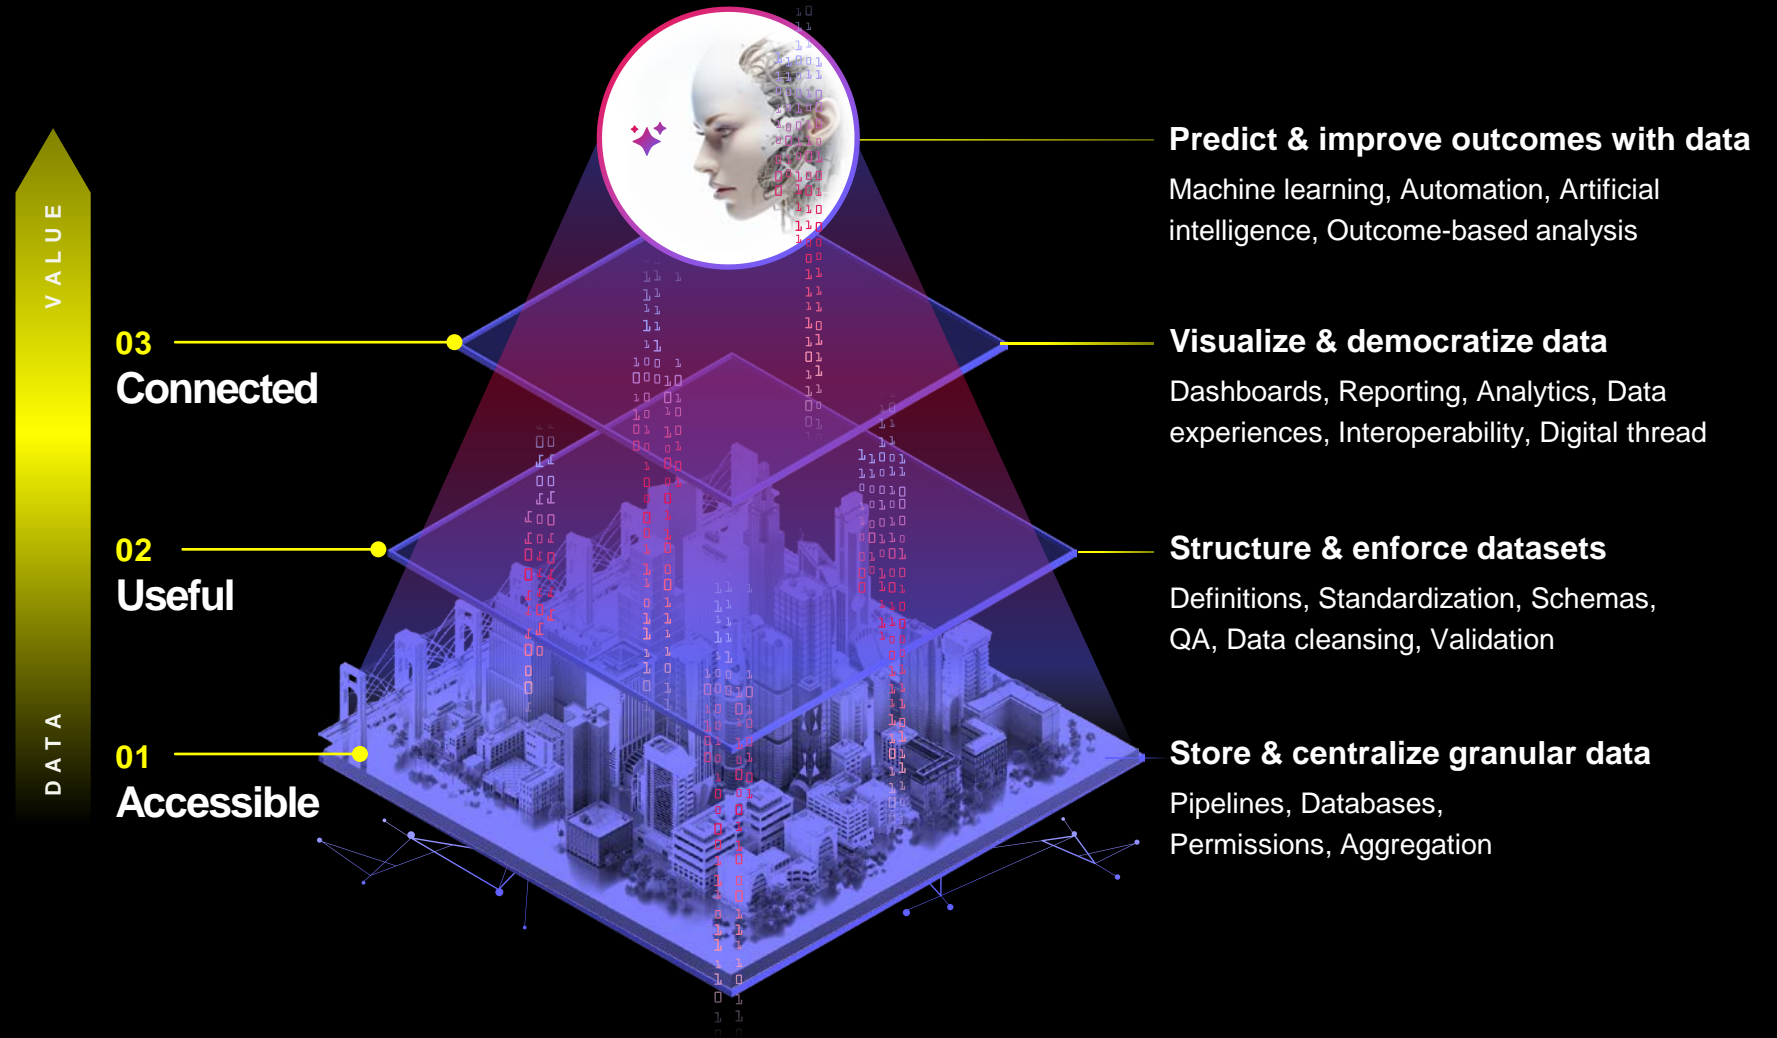 VALUE
DATA
03
Connected
02
Useful
01
Accessible
Predict & improve outcomes with data
Machine learning, Automation, Artificial
intelligence, Outcome-based analysis
Visualize & democratize data
Dashboards, Reporting, Analytics, Data
experiences, Interoperability, Digital thread
Structure & enforce datasets
Definitions, Standardization, Schemas,
QA, Data cleansing, Validation
Store & centralize granular data
Pipelines, Databases,
Permissions, Aggregation